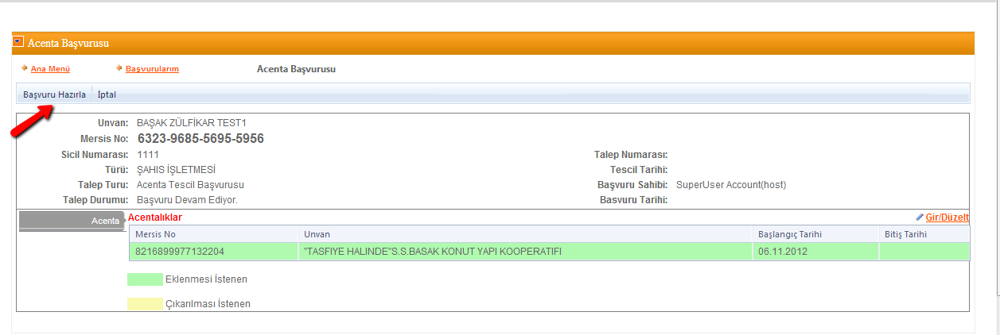 Acenta Başvurusu
Ana Menü Başvurularım Acenta Başvurusu
Başvuru Hazırla İptal
Unvan: BAŞAK ZÜLFİKAR TEST1
Mersis No: 6323-9685-5695-5956
Sicil Numarası: 1111 Talep Numarası:
Türü: ŞAHIS İŞLETMESİ Tescil Tarihi:
Talep Turu: Acenta Tescil Başvurusu Başvuru Sahibi: SuperUser Account(host)
Talep Durumu: Başvuru Devam Ediyor. Basvuru Tarihi:
Acenta Acentalıklar Gir/Düzelt
Mersis No Unvan Başlangıç Tarihi Bitiş Tarihi
8216899977132204 "TASFIYE HALINDE"S.S.BASAK KONUT YAPI KOOPERATIFI 06.11.2012
Eklenmesi İstenen
Çıkarılması İstenen